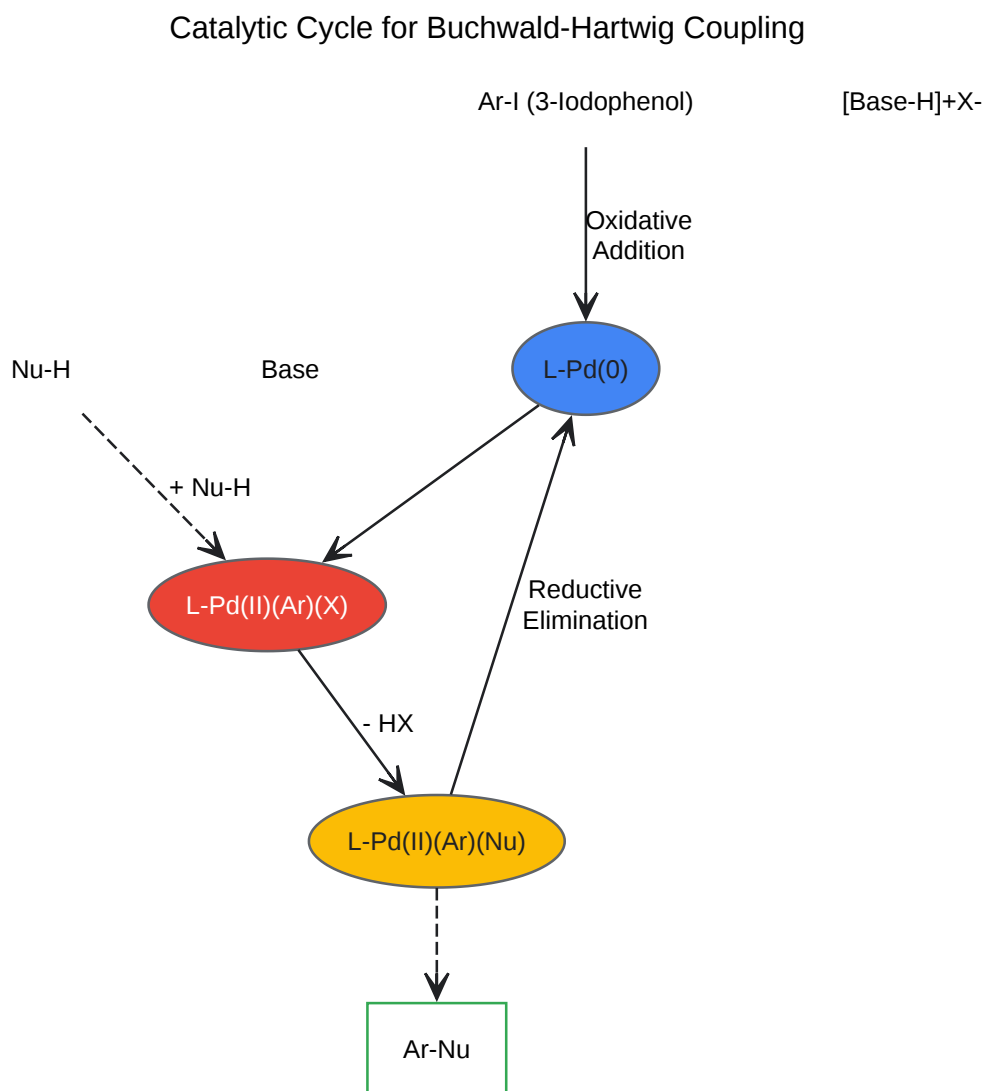 Catalytic Cycle for Buchwald-Hartwig Coupling
Ar-I (3-Iodophenol)
[Base-H]+X-
Oxidative
Addition
Nu-H
Base
L-Pd(0)
+ Nu-H
L-Pd(II)(Ar)(X)
Reductive
Elimination
- HX
L-Pd(II)(Ar)(Nu)
Ar-Nu